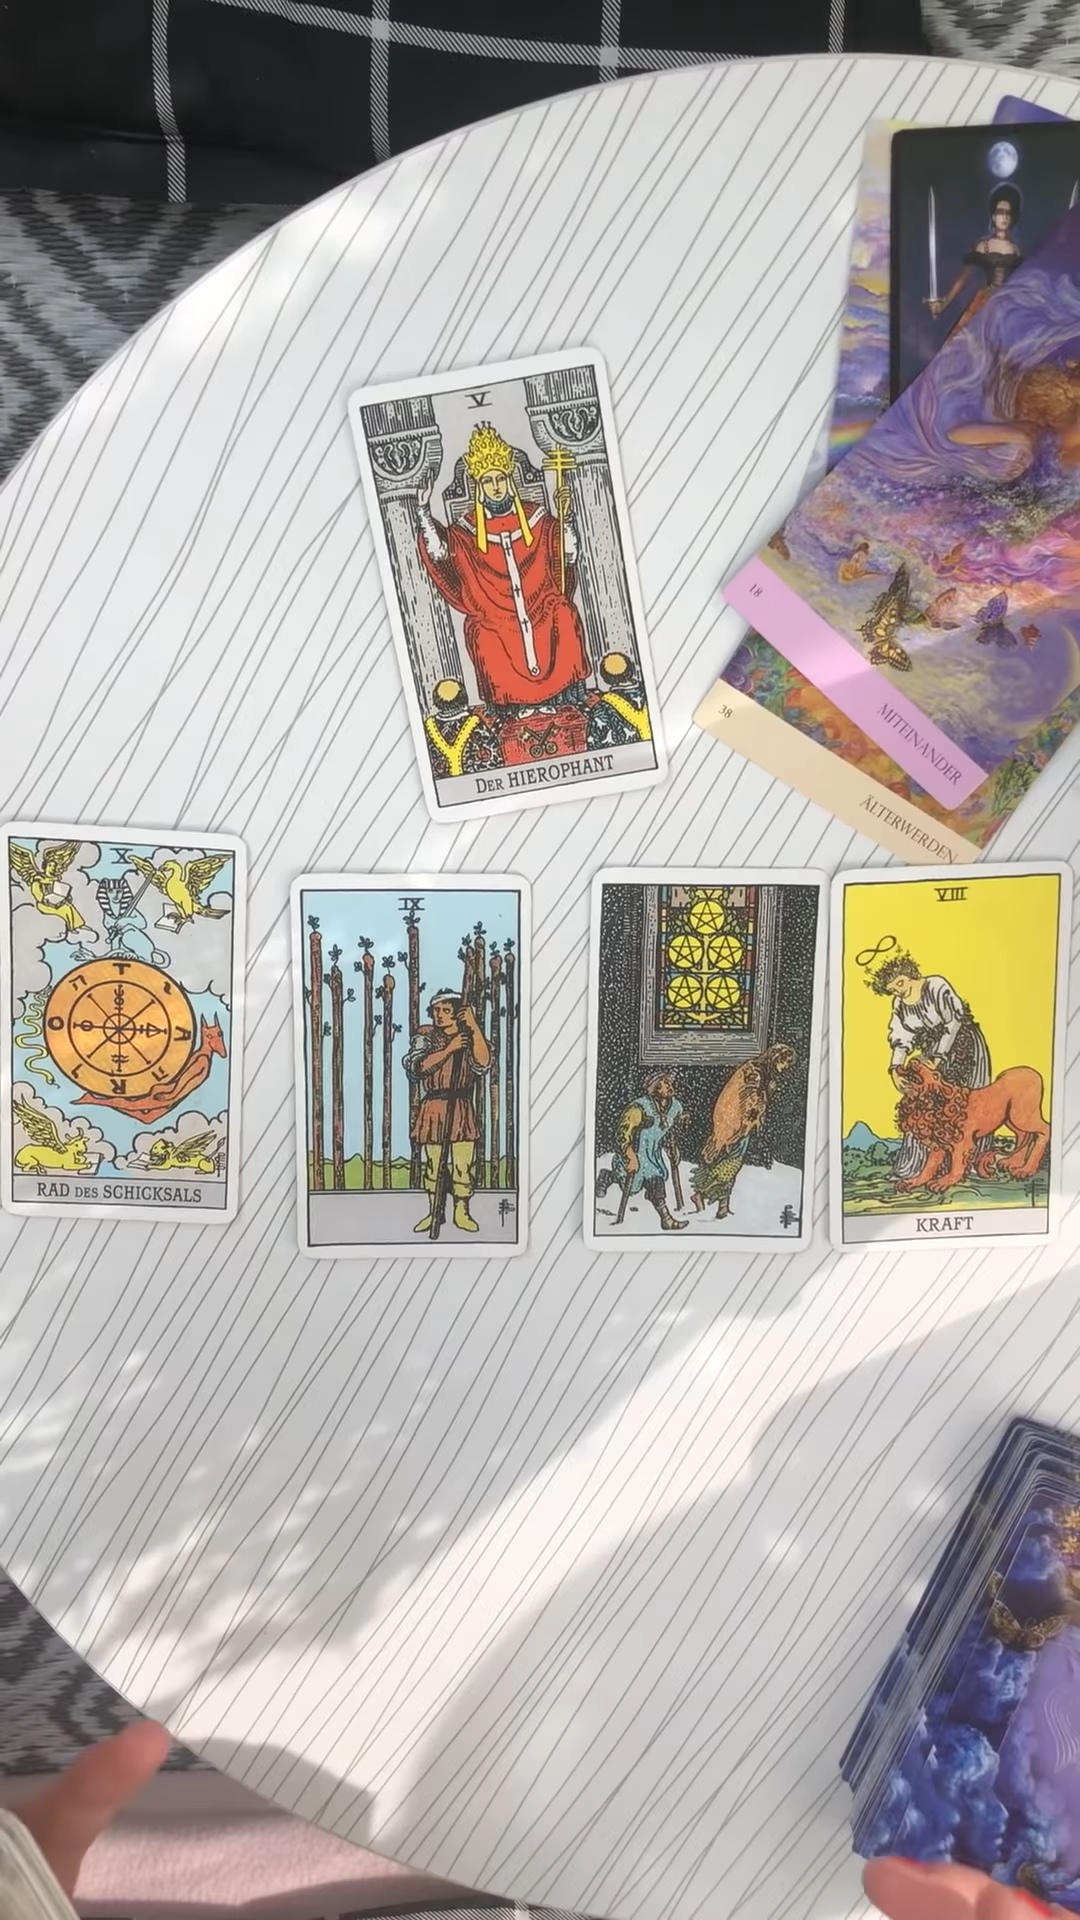 V
DER HIEROPHANT
18
MITEINANDER
38
ÄLTERWERDEN
X
T
A
R
O
RAD DES SCHICKSALS
IX
VIII
KRAFT